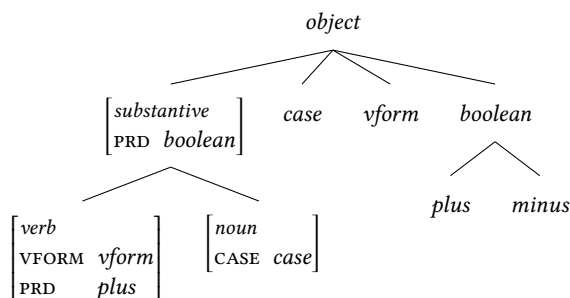 object
[substantive
PRD boolean]
case
vform
boolean
plus
minus
[verb
VFORM vform
PRD plus]
[noun
CASE case]